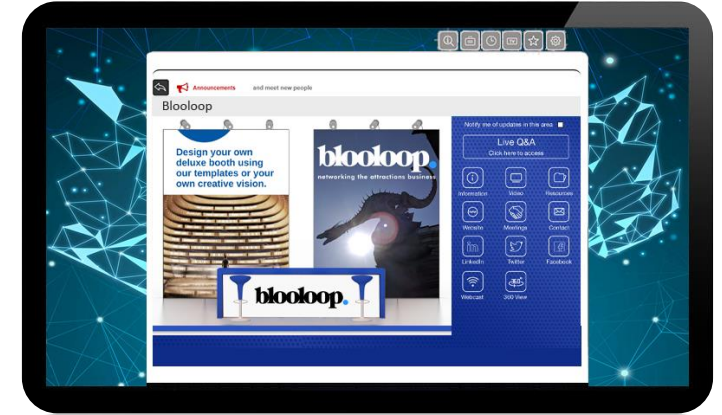 Announcements and meet new people
Blooloop
Design your own
deluxe booth using
our templates or your
own creative vision.
blooloop.
networking the attractions business
blooloop.
Notify me of updates in this area
Live Q&A
Click here to access
Information Video Resources
Website Meetings Contact
LinkedIn Twitter Facebook
Webcast 360 View